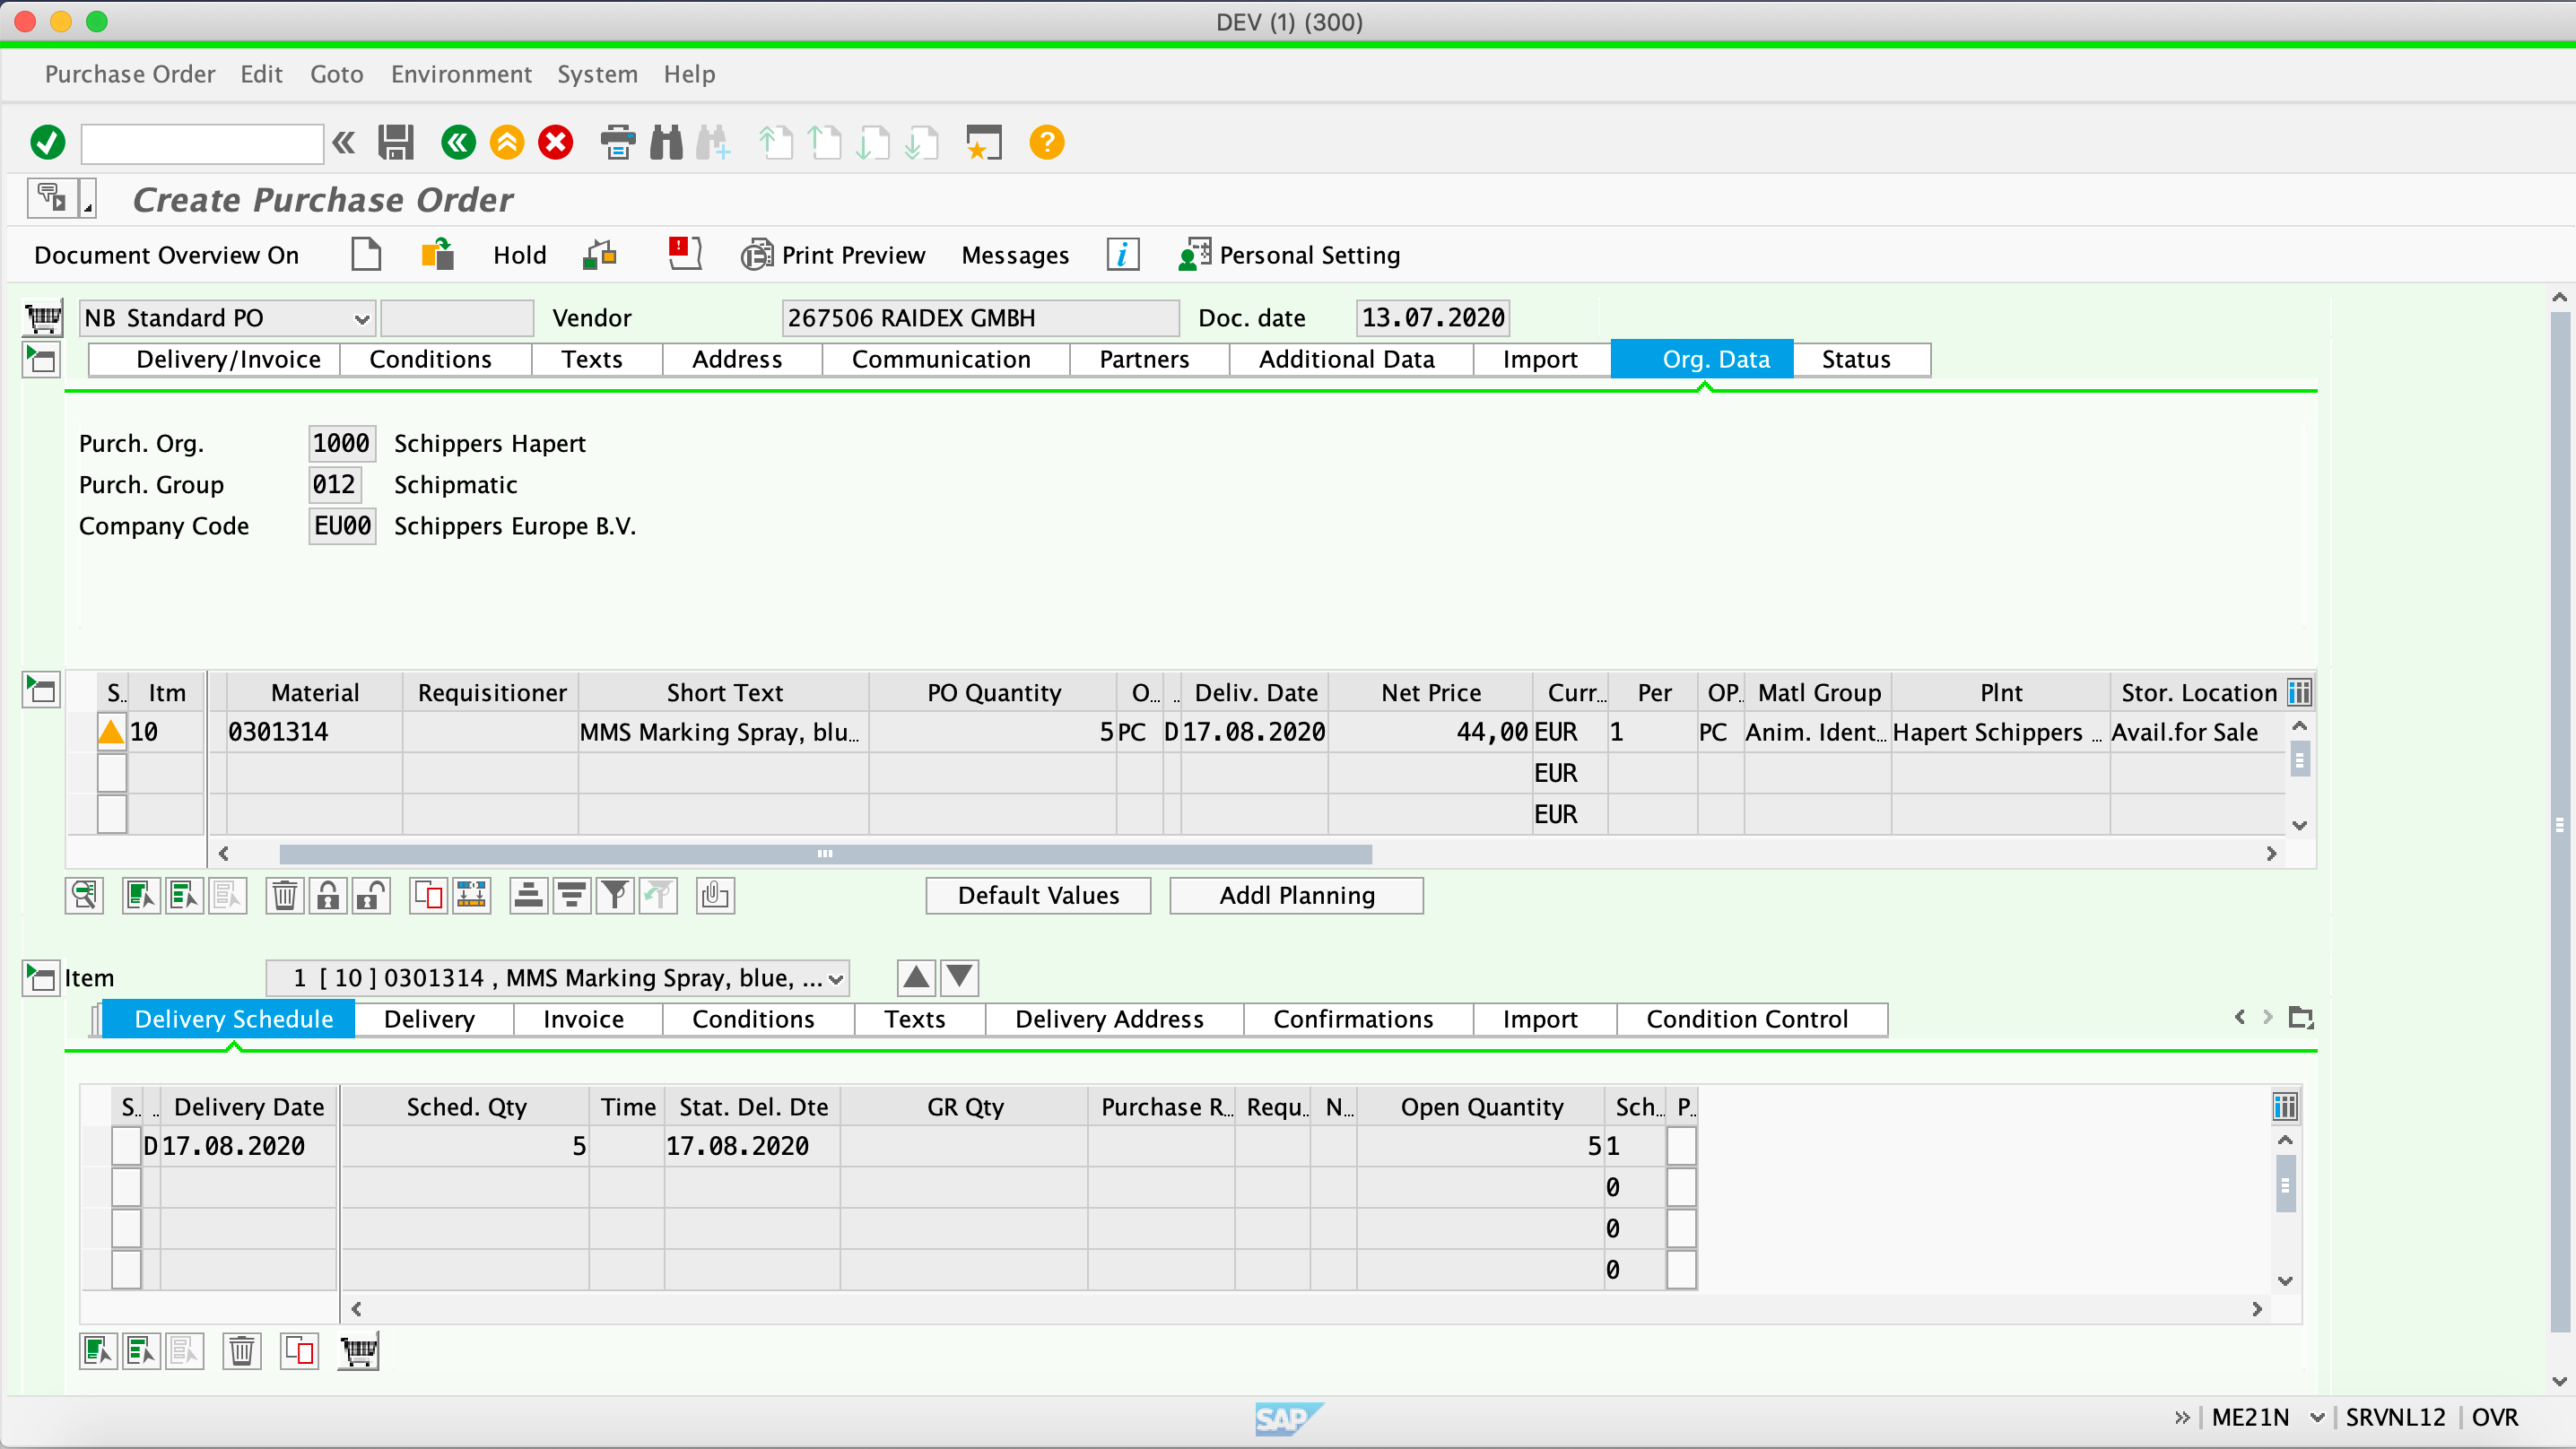 DEV (1) (300)
Purchase Order Edit Goto Environment System Help
Create Purchase Order
Document Overview On Hold Print Preview Messages Personal Setting
NB Standard PO Vendor 267506 RAIDEX GMBH Doc. date 13.07.2020
Delivery/Invoice Conditions Texts Address Communication Partners Additional Data Import Org. Data Status
Purch. Org. 1000 Schippers Hapert
Purch. Group 012 Schipmatic
Company Code EU00 Schippers Europe B.V.
S.. Itm Material Requisitioner Short Text PO Quantity O... .. Deliv. Date Net Price Curr... Per OP.. Matl Group Plnt Stor. Location
10 0301314 MMS Marking Spray, blu... 5 PC D 17.08.2020 44,00 EUR 1 PC Anim. Ident... Hapert Schippers ... Avail.for Sale
EUR
EUR
Default Values Addl Planning
Item 1 [ 10 ] 0301314 , MMS Marking Spray, blue, ...
Delivery Schedule Delivery Invoice Conditions Texts Delivery Address Confirmations Import Condition Control
S.. .. Delivery Date Sched. Qty Time Stat. Del. Dte GR Qty Purchase R... Requ.. N... Open Quantity Sch... P..
D 17.08.2020 5 17.08.2020 5 1
0
0
0
SAP ME21N SRVNL12 OVR